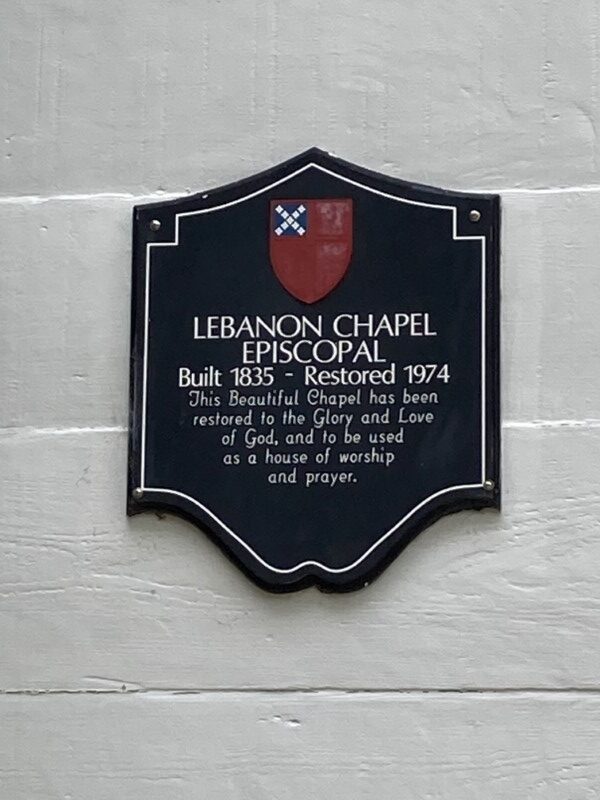 LEBANON CHAPEL
EPISCOPAL
Built 1835 - Restored 1974
This Beautiful Chapel has been
restored to the Glory and Love
of God, and to be used
as a house of worship
and prayer.